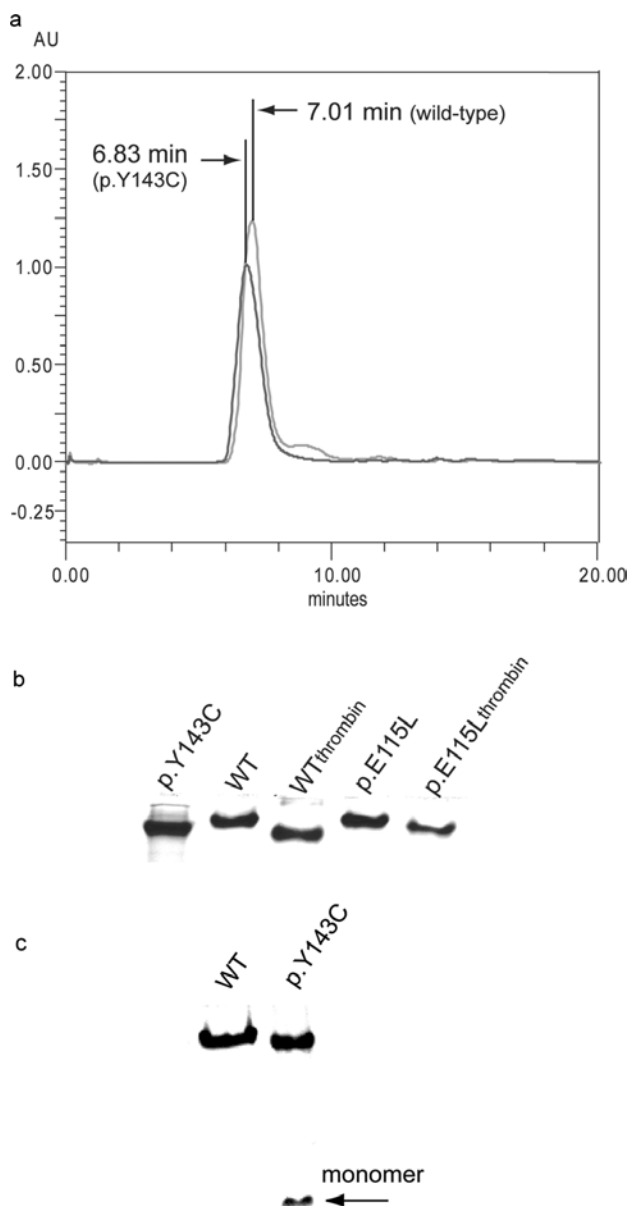 a
AU
2.00
7.01 min (wild-type)
6.83 min
(p.Y143C)
1.50
1.00
0.50
0.00
-0.25
0.00 10.00 20.00
minutes
b
p.Y143C WT WTthrombin p.E115L p.E115Lthrombin
c
WT p.Y143C
monomer